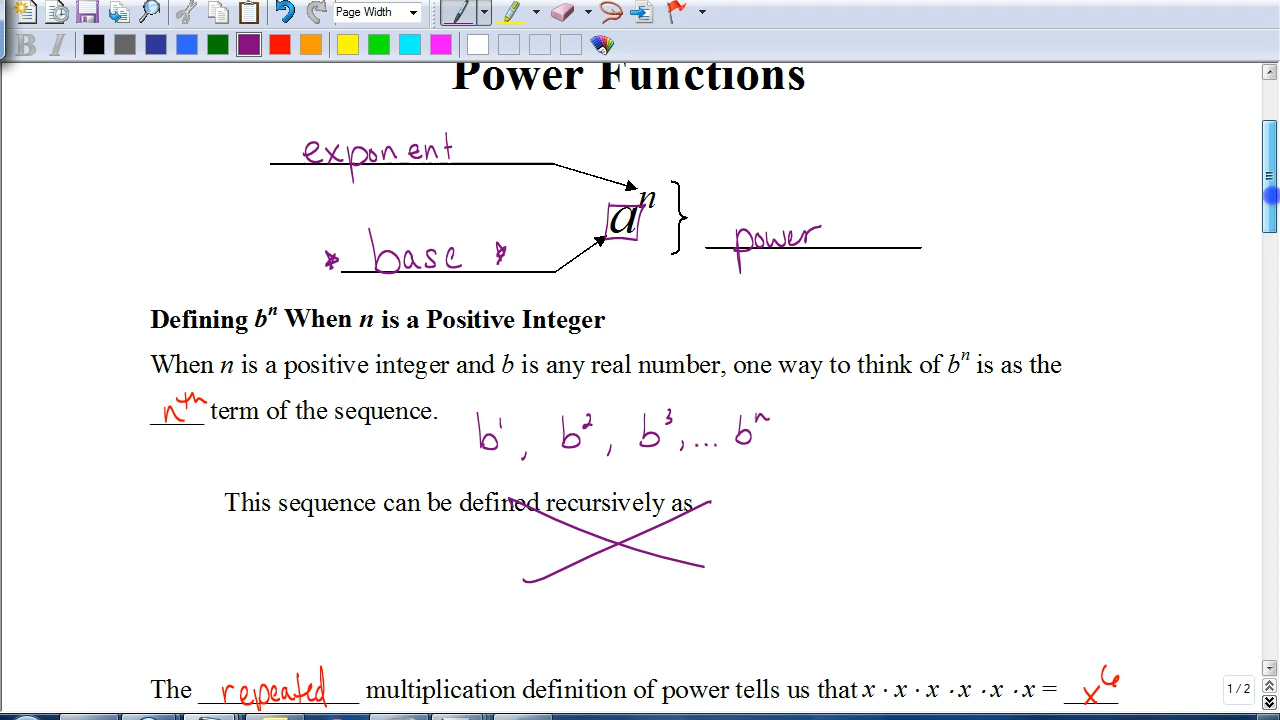 Page Width
B I
Power Functions
exponent
aⁿ
* base *
power
Defining bⁿ When n is a Positive Integer
When n is a positive integer and b is any real number, one way to think of bⁿ is as the
nᵗʰ term of the sequence.
b¹, b², b³, ... bⁿ
This sequence can be defined recursively as
The repeated multiplication definition of power tells us that x · x · x · x · x · x = x⁶
1 / 2